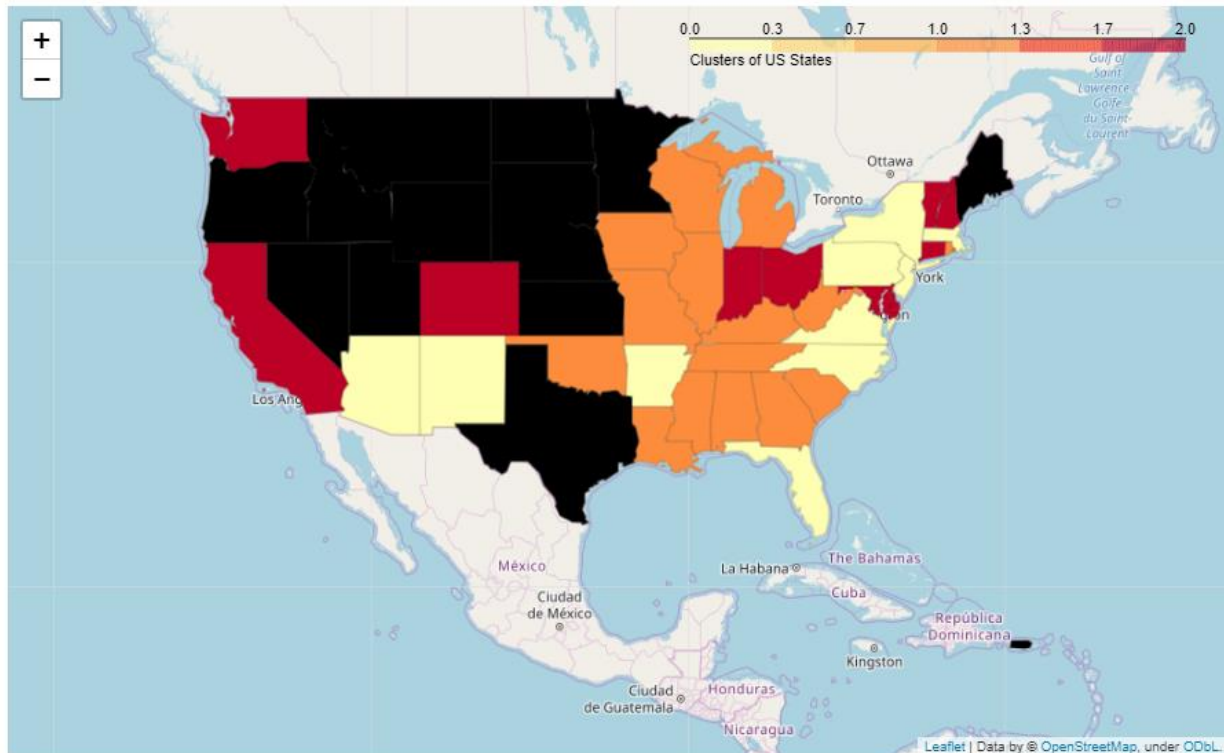 +
−
0.0 0.3 0.7 1.0 1.3 1.7 2.0
Clusters of US States
Gulf of
Saint
Lawrence
Golfe
du Saint-
Laurent
Ottawa
Toronto
York
Los Ang
La Habana
The Bahamas
Cuba
México
Ciudad
de México
República
Dominicana
Kingston
Ciudad
de Guatemala
Honduras
Nicaragua
Leaflet | Data by © OpenStreetMap, under ODbL.